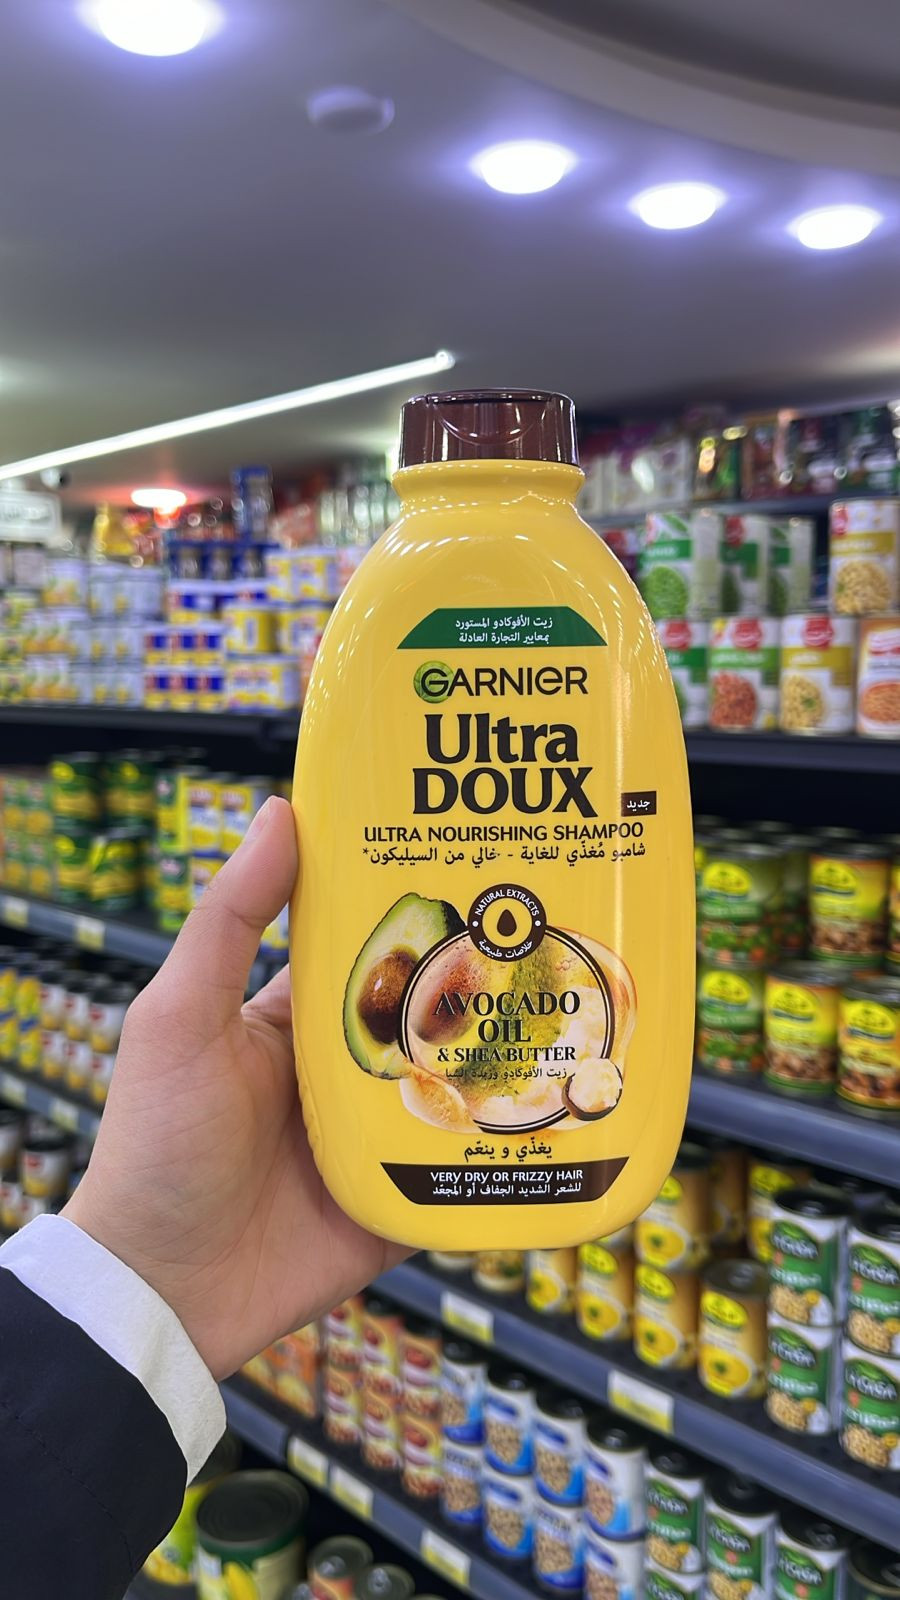 زيت الأفوكادو المستورد
بمعايير التجارة العادلة
GARNIER
Ultra
DOUX
جديد
ULTRA NOURISHING SHAMPOO
شامبو مُغذّي للغاية - خالي من السيليكون*
NATURAL EXTRACTS
خلاصات طبيعية
AVOCADO
OIL
& SHEA BUTTER
زيت الأفوكادو وزبدة الشيا
يغذّي و ينعّم
VERY DRY OR FRIZZY HAIR
للشعر الشديد الجفاف أو المجعّد